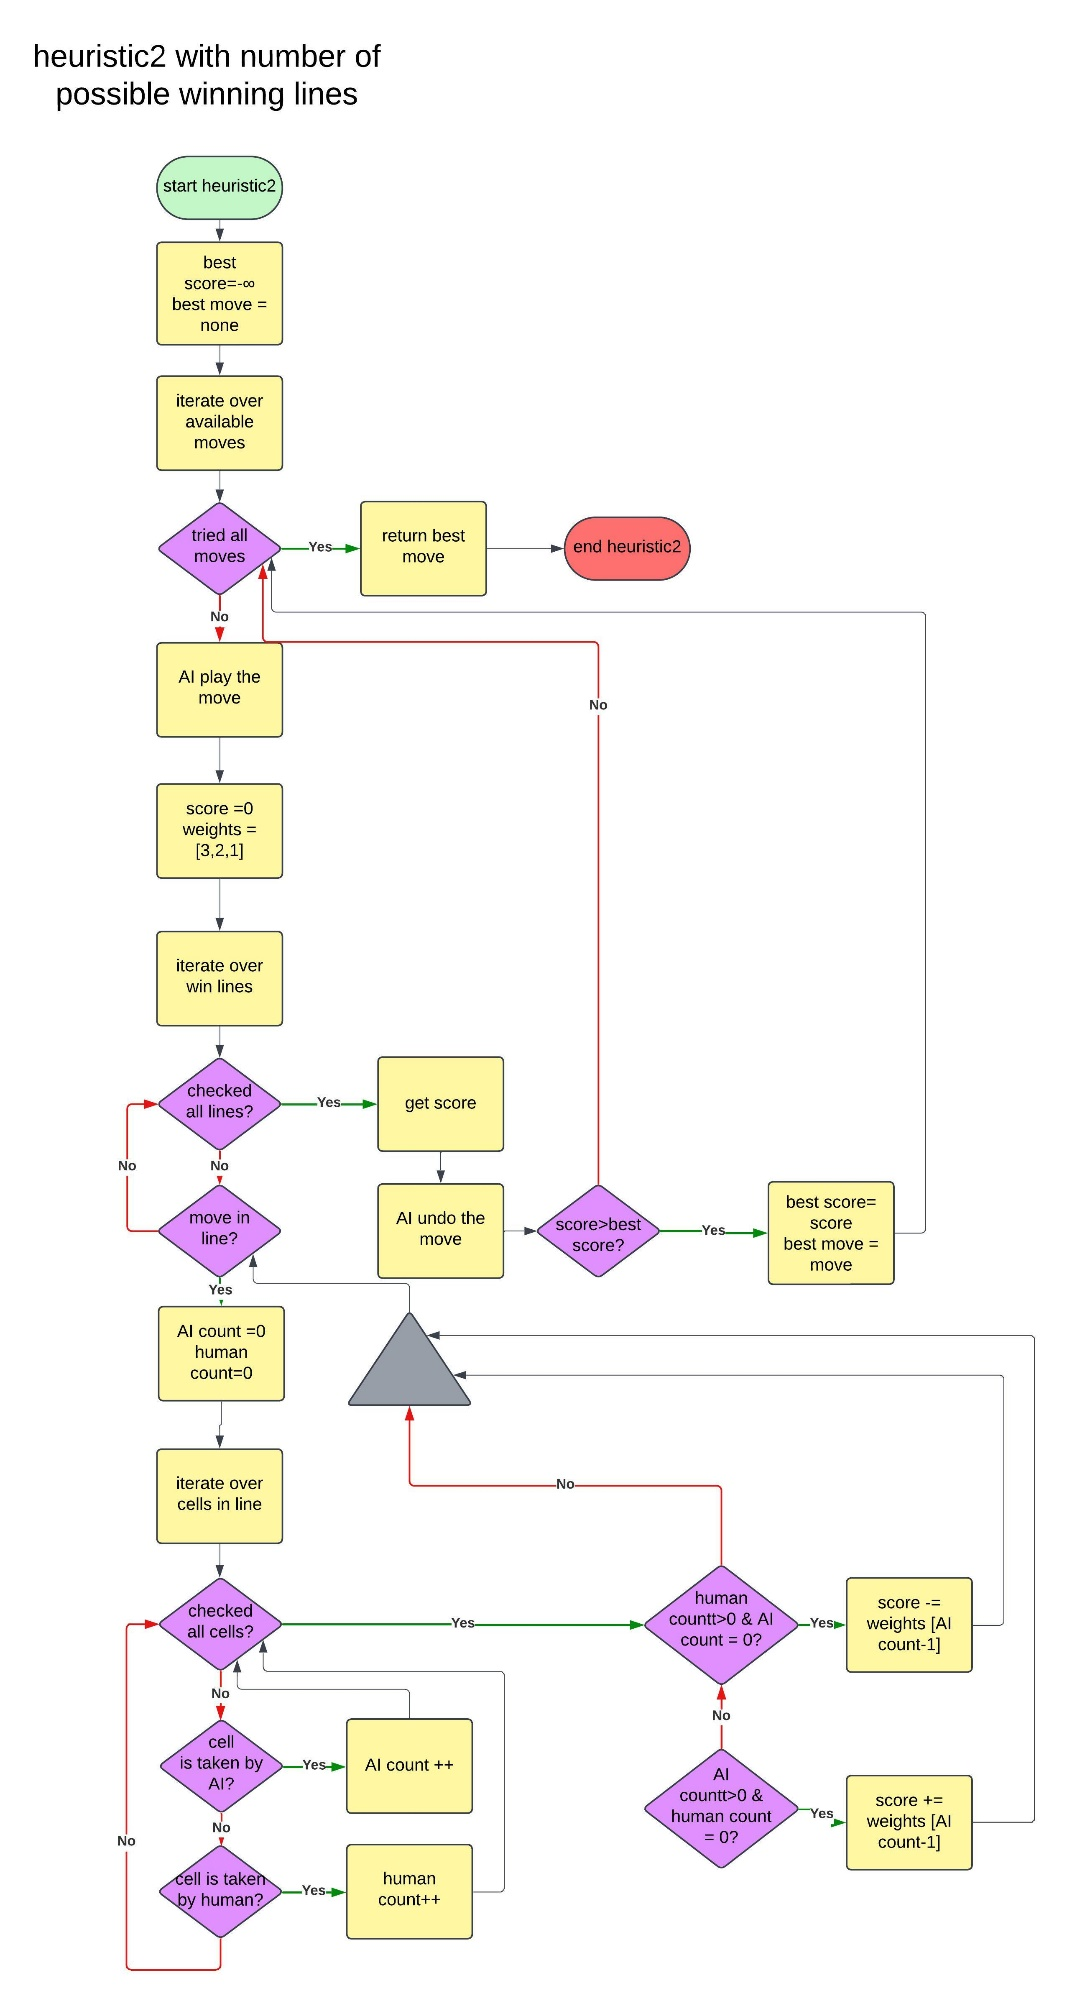 heuristic2 with number of
possible winning lines
start heuristic2
best
score=-∞
best move =
none
iterate over
available
moves
tried all
moves
Yes
return best
move
end heuristic2
No
AI play the
move
No
score =0
weights =
[3,2,1]
iterate over
win lines
checked
all lines?
Yes
get score
No
No
move in
line?
AI undo the
move
score>best
score?
Yes
best score=
score
best move =
move
Yes
AI count =0
human
count=0
iterate over
cells in line
No
checked
all cells?
Yes
human
countt>0 & AI
count = 0?
Yes
score -=
weights [AI
count-1]
No
cell
is taken by
AI?
Yes
AI count ++
No
AI
countt>0 &
human count
= 0?
Yes
score +=
weights [AI
count-1]
No
No
cell is taken
by human?
Yes
human
count++